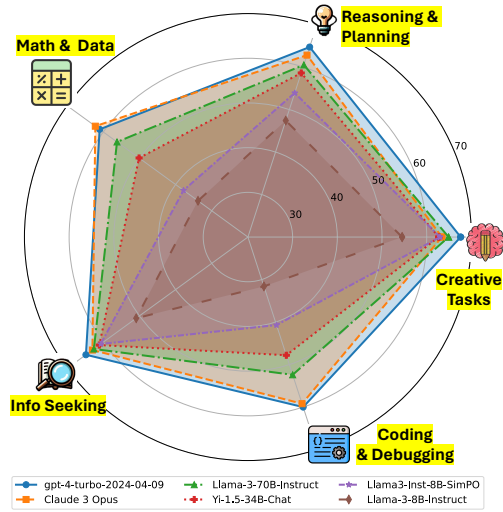 Reasoning &
Planning
Math & Data
70
60
50
40
30
Creative
Tasks
Info Seeking
Coding
& Debugging
gpt-4-turbo-2024-04-09
Claude 3 Opus
Llama-3-70B-Instruct
Yi-1.5-34B-Chat
Llama3-Inst-8B-SimPO
Llama-3-8B-Instruct